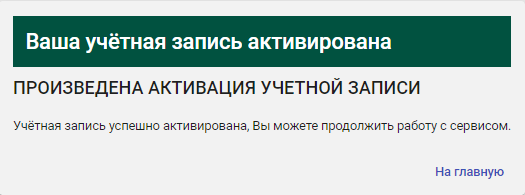 Ваша учётная запись активирована
ПРОИЗВЕДЕНА АКТИВАЦИЯ УЧЕТНОЙ ЗАПИСИ
Учётная запись успешно активирована, Вы можете продолжить работу с сервисом.
На главную